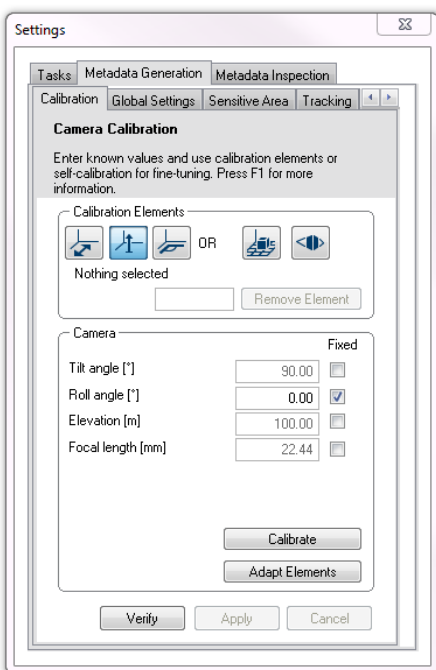 Settings
Tasks Metadata Generation Metadata Inspection
Calibration Global Settings Sensitive Area Tracking
Camera Calibration
Enter known values and use calibration elements or
self-calibration for fine-tuning. Press F1 for more
information.
Calibration Elements
OR
Nothing selected
Remove Element
Camera
Fixed
Tilt angle [°] 90.00
Roll angle [°] 0.00
Elevation [m] 100.00
Focal length [mm] 22.44
Calibrate
Adapt Elements
Verify Apply Cancel